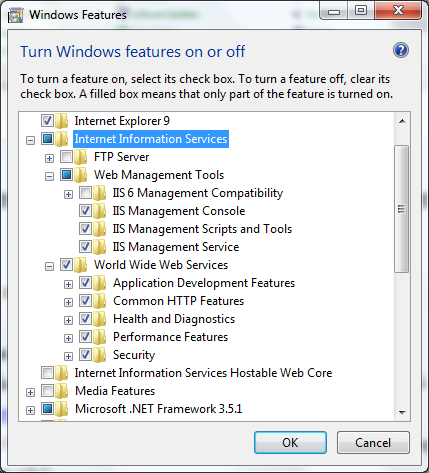 Windows Features
Turn Windows features on or off
To turn a feature on, select its check box. To turn a feature off, clear its
check box. A filled box means that only part of the feature is turned on.
Internet Explorer 9
Internet Information Services
FTP Server
Web Management Tools
IIS 6 Management Compatibility
IIS Management Console
IIS Management Scripts and Tools
IIS Management Service
World Wide Web Services
Application Development Features
Common HTTP Features
Health and Diagnostics
Performance Features
Security
Internet Information Services Hostable Web Core
Media Features
Microsoft .NET Framework 3.5.1
OK
Cancel